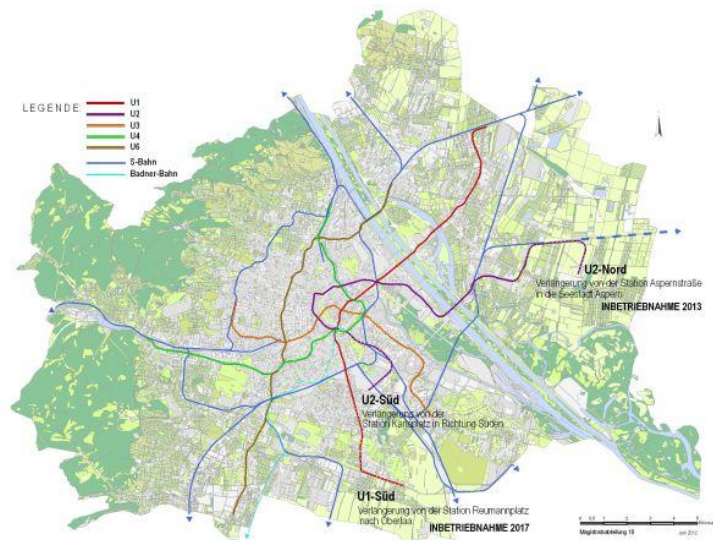 LEGENDE:
U1
U2
U3
U4
U6
S-Bahn
Badner-Bahn
U2-Nord
Verlängerung von der Station Aspernstraße
in die Seestadt Aspern
INBETRIEBNAHME 2013
U2-Süd
Verlängerung von der
Station Karlsplatz in Richtung Süden
U1-Süd
Verlängerung von der Station Reumannplatz
nach Oberlaa
INBETRIEBNAHME 2017
Magistratsabteilung 18